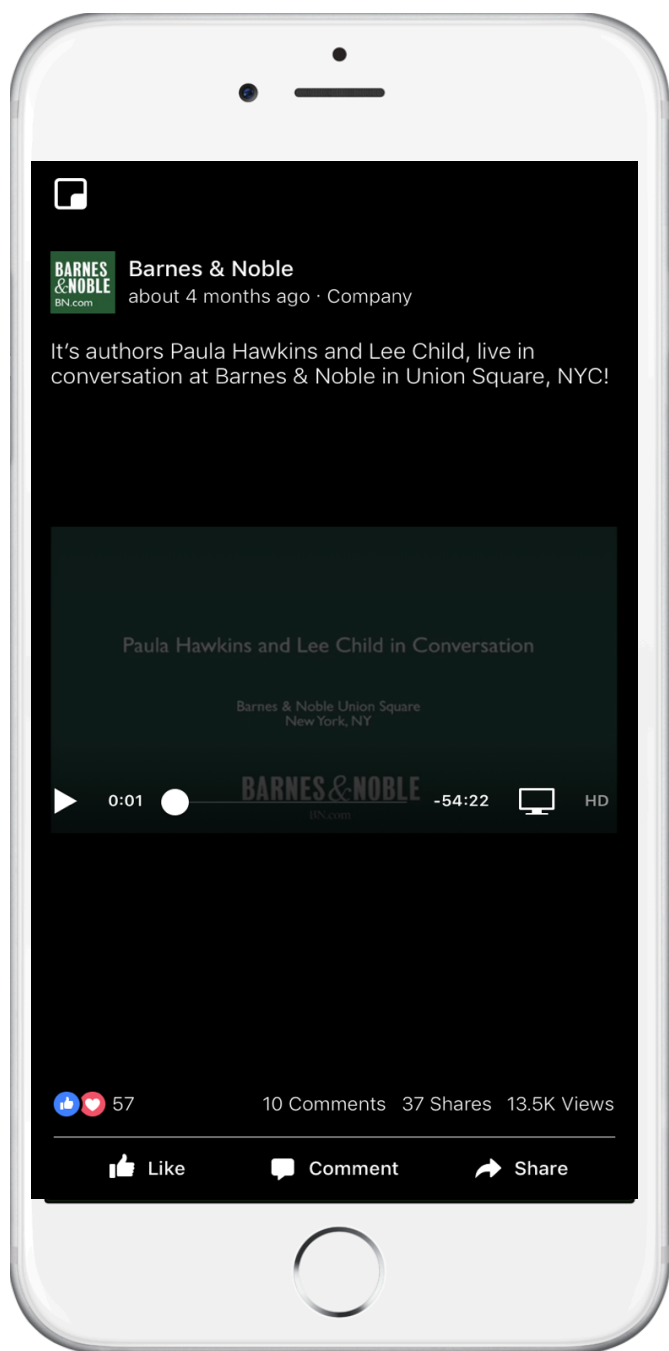 BARNES
&NOBLE
BN.com
Barnes & Noble
about 4 months ago · Company
It's authors Paula Hawkins and Lee Child, live in
conversation at Barnes & Noble in Union Square, NYC!
Paula Hawkins and Lee Child in Conversation
Barnes & Noble Union Square
New York, NY
BARNES&NOBLE
BN.com
0:01
-54:22
HD
57
10 Comments 37 Shares 13.5K Views
Like Comment Share